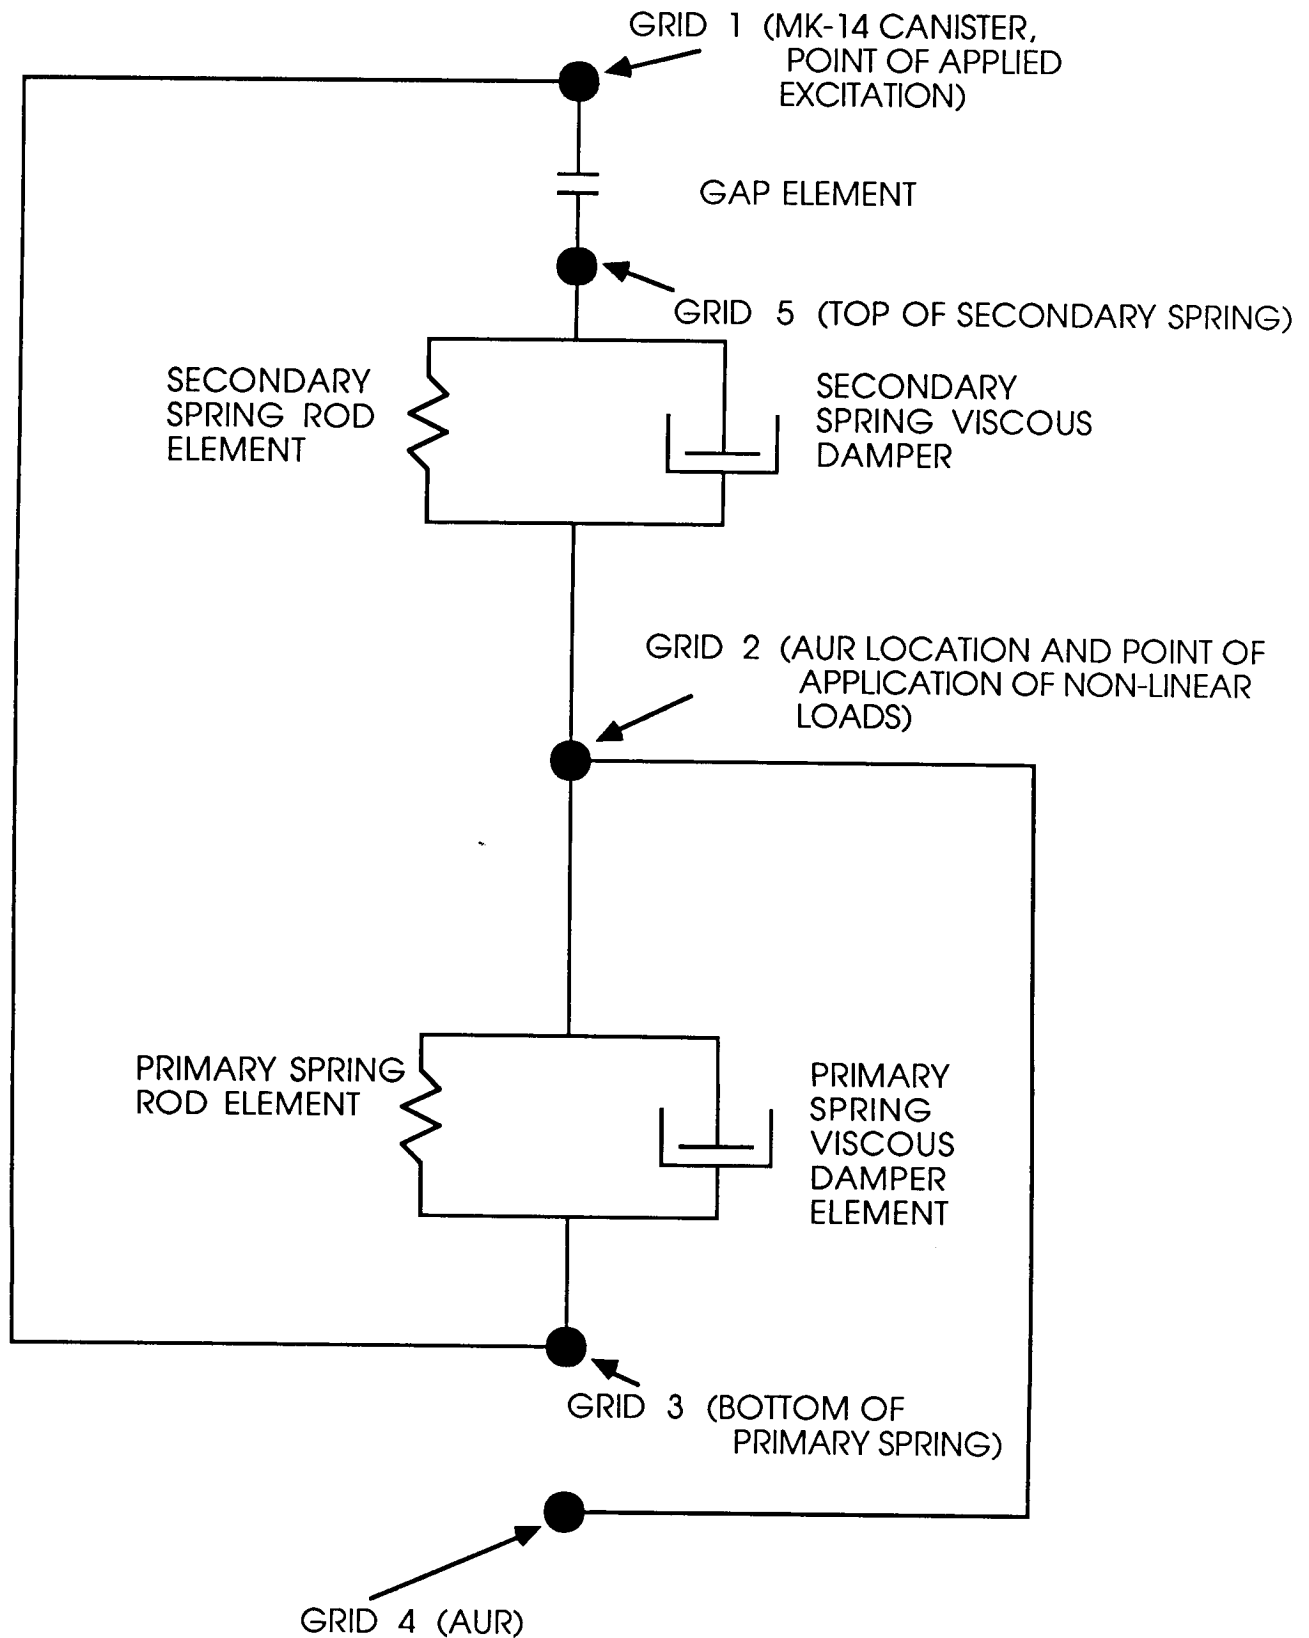 GRID 1 (MK-14 CANISTER,
POINT OF APPLIED
EXCITATION)
GAP ELEMENT
GRID 5 (TOP OF SECONDARY SPRING)
SECONDARY
SPRING ROD
ELEMENT
SECONDARY
SPRING VISCOUS
DAMPER
GRID 2 (AUR LOCATION AND POINT OF
APPLICATION OF NON-LINEAR
LOADS)
PRIMARY SPRING
ROD ELEMENT
PRIMARY
SPRING
VISCOUS
DAMPER
ELEMENT
GRID 3 (BOTTOM OF
PRIMARY SPRING)
GRID 4 (AUR)